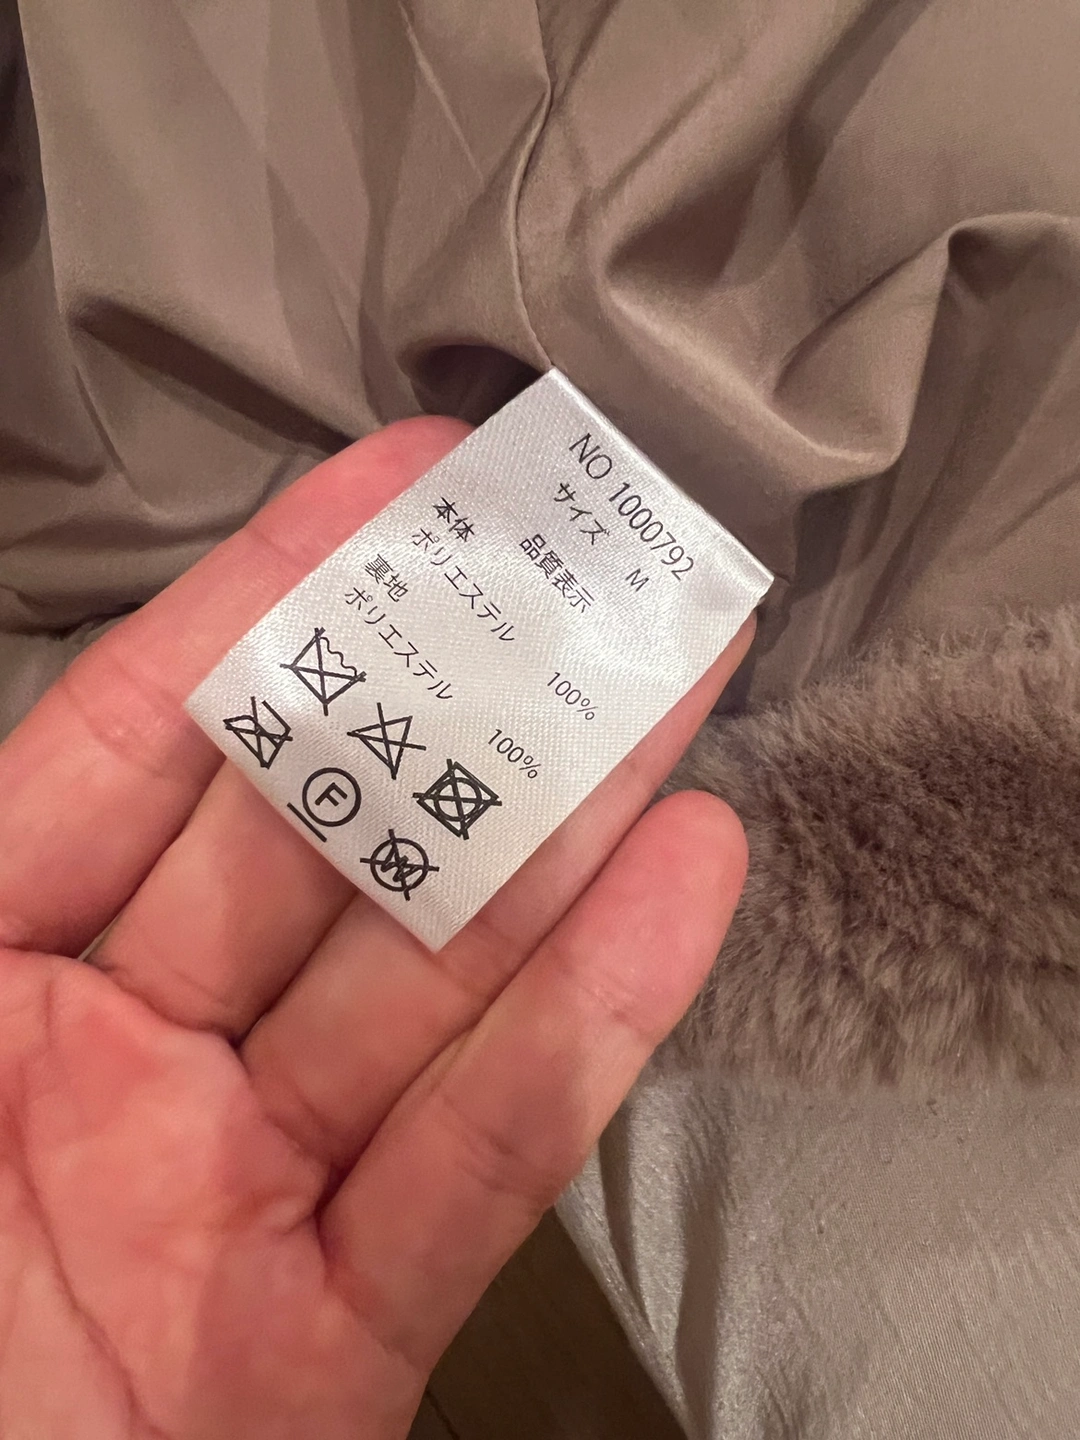 NO 1000792
サイズ M
品質表示
本体
ポリエステル 100%
裏地
ポリエステル 100%
F
W